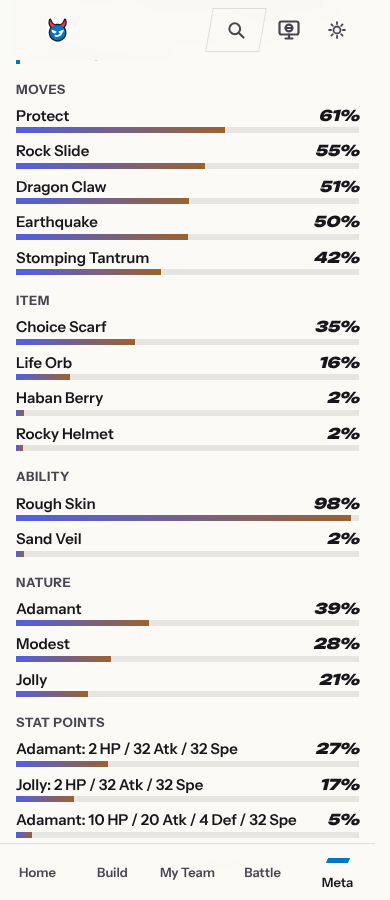 MOVES
Protect 61%
Rock Slide 55%
Dragon Claw 51%
Earthquake 50%
Stomping Tantrum 42%
ITEM
Choice Scarf 35%
Life Orb 16%
Haban Berry 2%
Rocky Helmet 2%
ABILITY
Rough Skin 98%
Sand Veil 2%
NATURE
Adamant 39%
Modest 28%
Jolly 21%
STAT POINTS
Adamant: 2 HP / 32 Atk / 32 Spe 27%
Jolly: 2 HP / 32 Atk / 32 Spe 17%
Adamant: 10 HP / 20 Atk / 4 Def / 32 Spe 5%
Home Build My Team Battle Meta